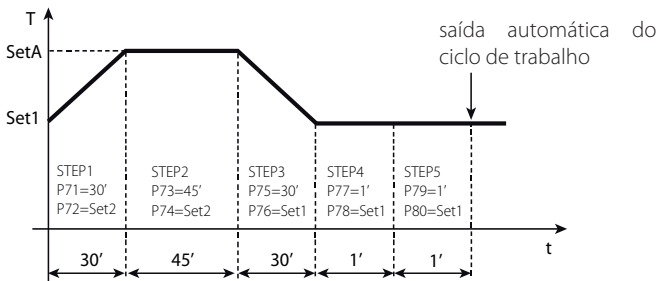 T
saída automática do
ciclo de trabalho
SetA
Set1
STEP1
P71=30'
P72=Set2
STEP2
P73=45'
P74=Set2
STEP3
P75=30'
P76=Set1
STEP4
P77=1'
P78=Set1
STEP5
P79=1'
P80=Set1
t
30' 45' 30' 1' 1'